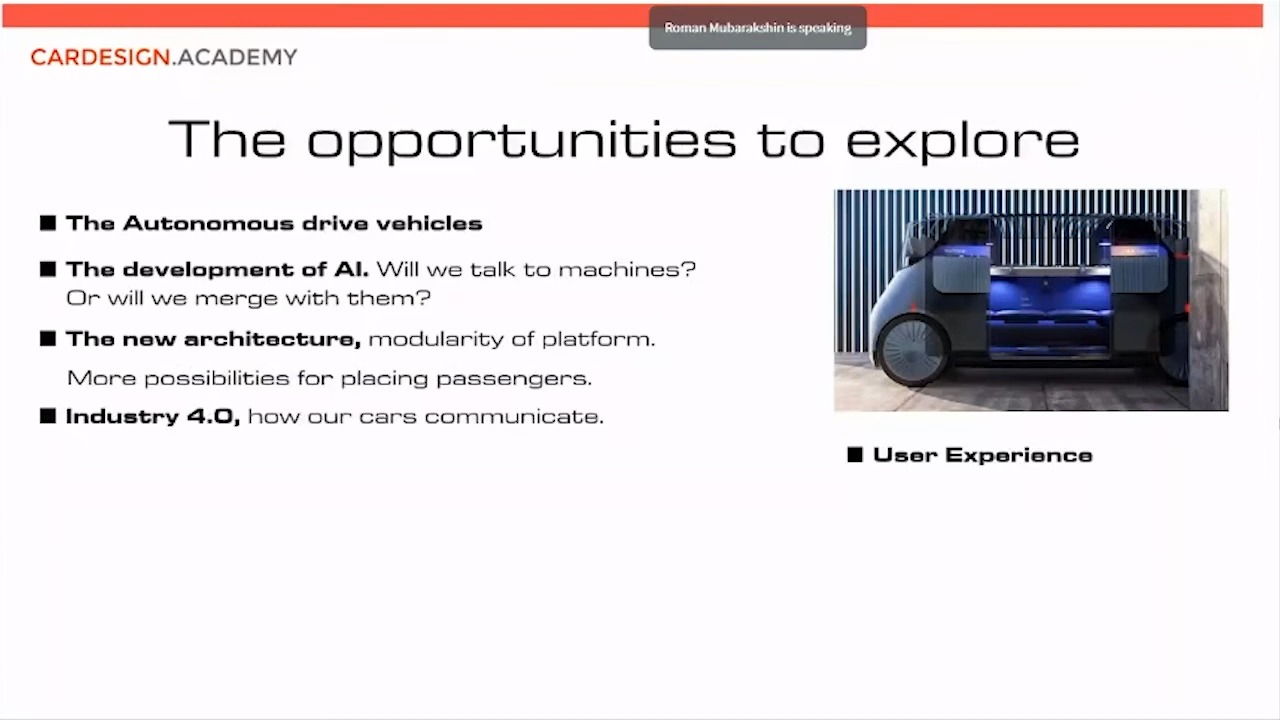 Roman Mubarakshin is speaking
CARDESIGN.ACADEMY
The opportunities to explore
■ The Autonomous drive vehicles
■ The development of AI. Will we talk to machines?
Or will we merge with them?
■ The new architecture, modularity of platform.
More possibilities for placing passengers.
■ Industry 4.0, how our cars communicate.
■ User Experience